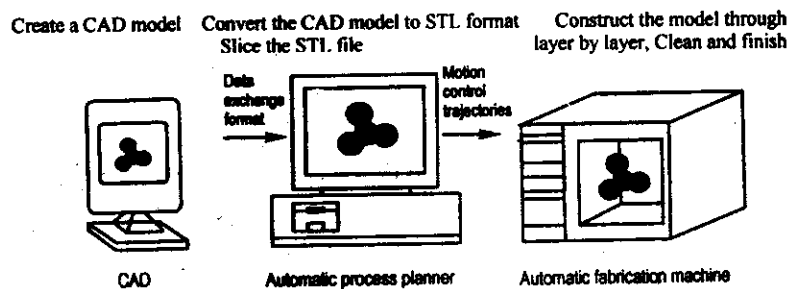 Create a CAD model
Convert the CAD model to STL format
Slice the STL file
Construct the model through
layer by layer, Clean and finish
Data
exchange
format
Motion
control
trajectories
CAD
Automatic process planner
Automatic fabrication machine